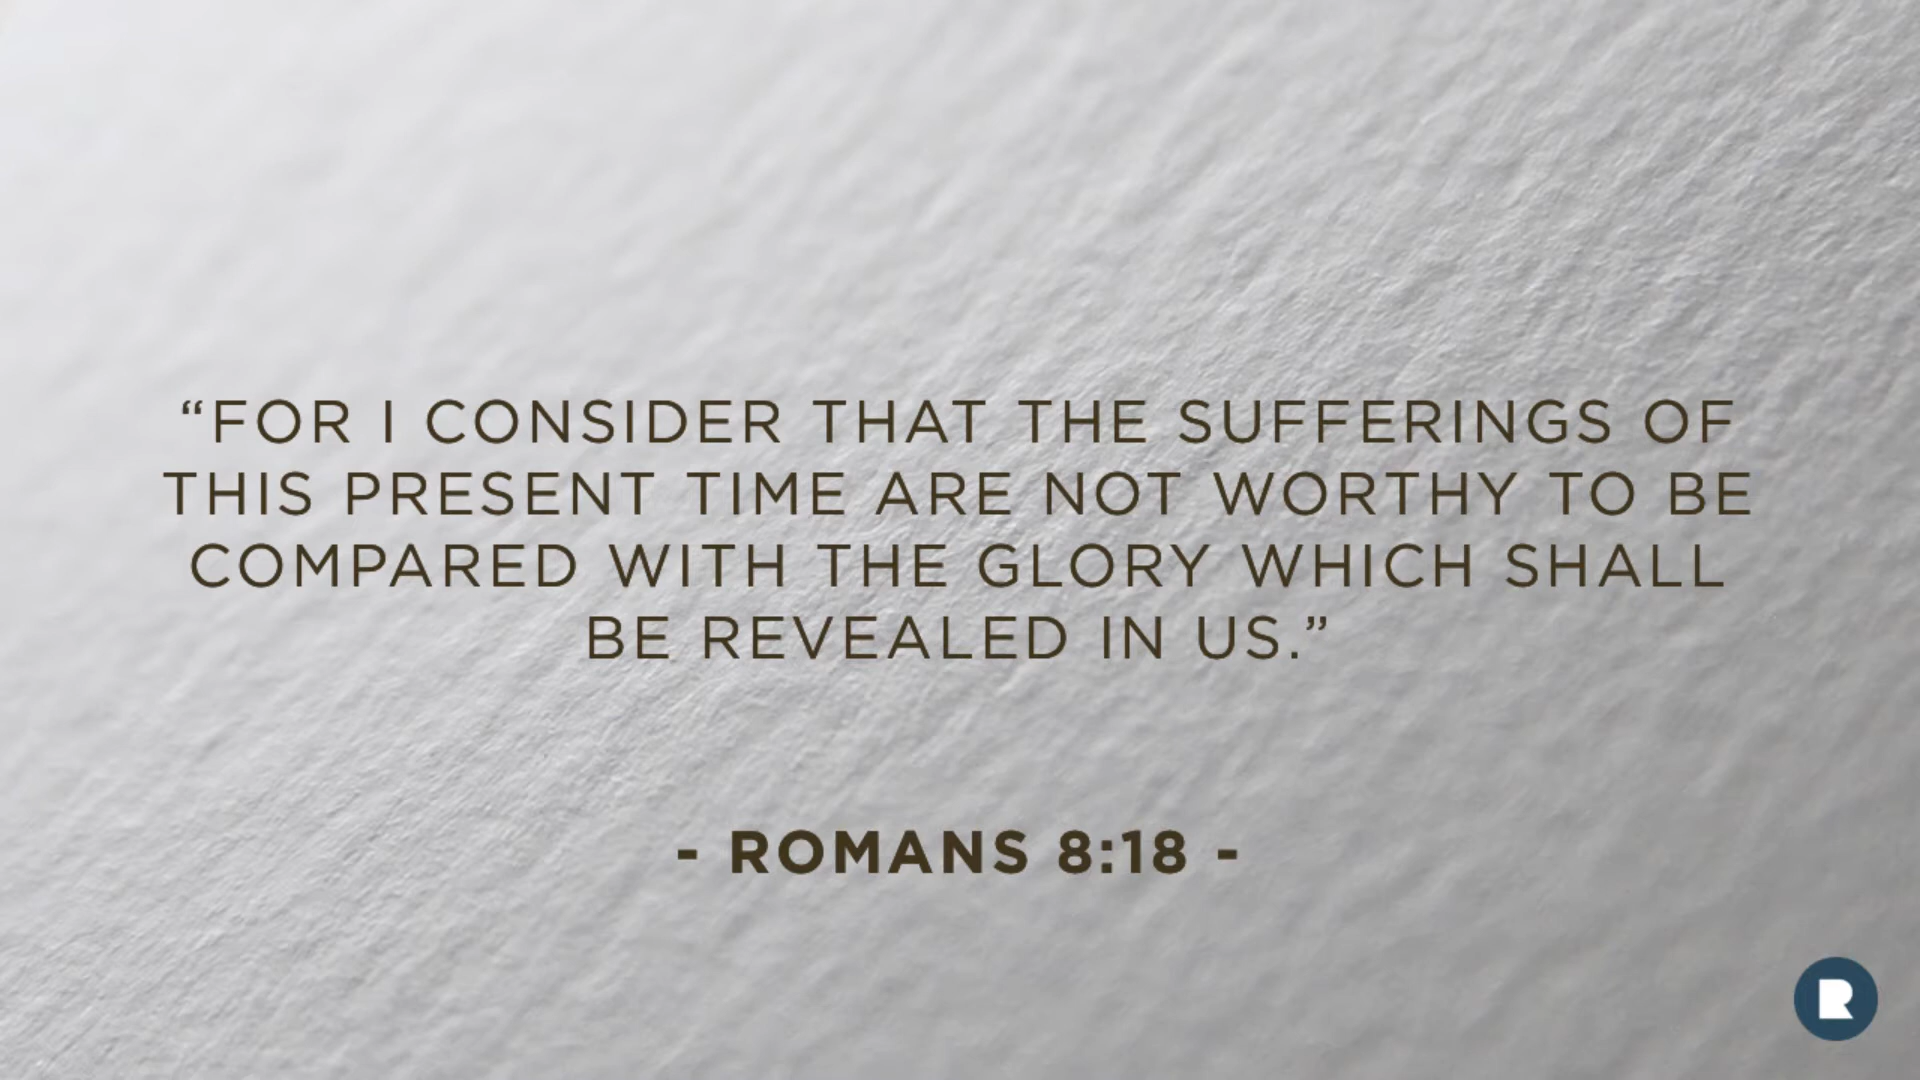 “FOR I CONSIDER THAT THE SUFFERINGS OF
THIS PRESENT TIME ARE NOT WORTHY TO BE
COMPARED WITH THE GLORY WHICH SHALL
BE REVEALED IN US.”
- ROMANS 8:18 -
R